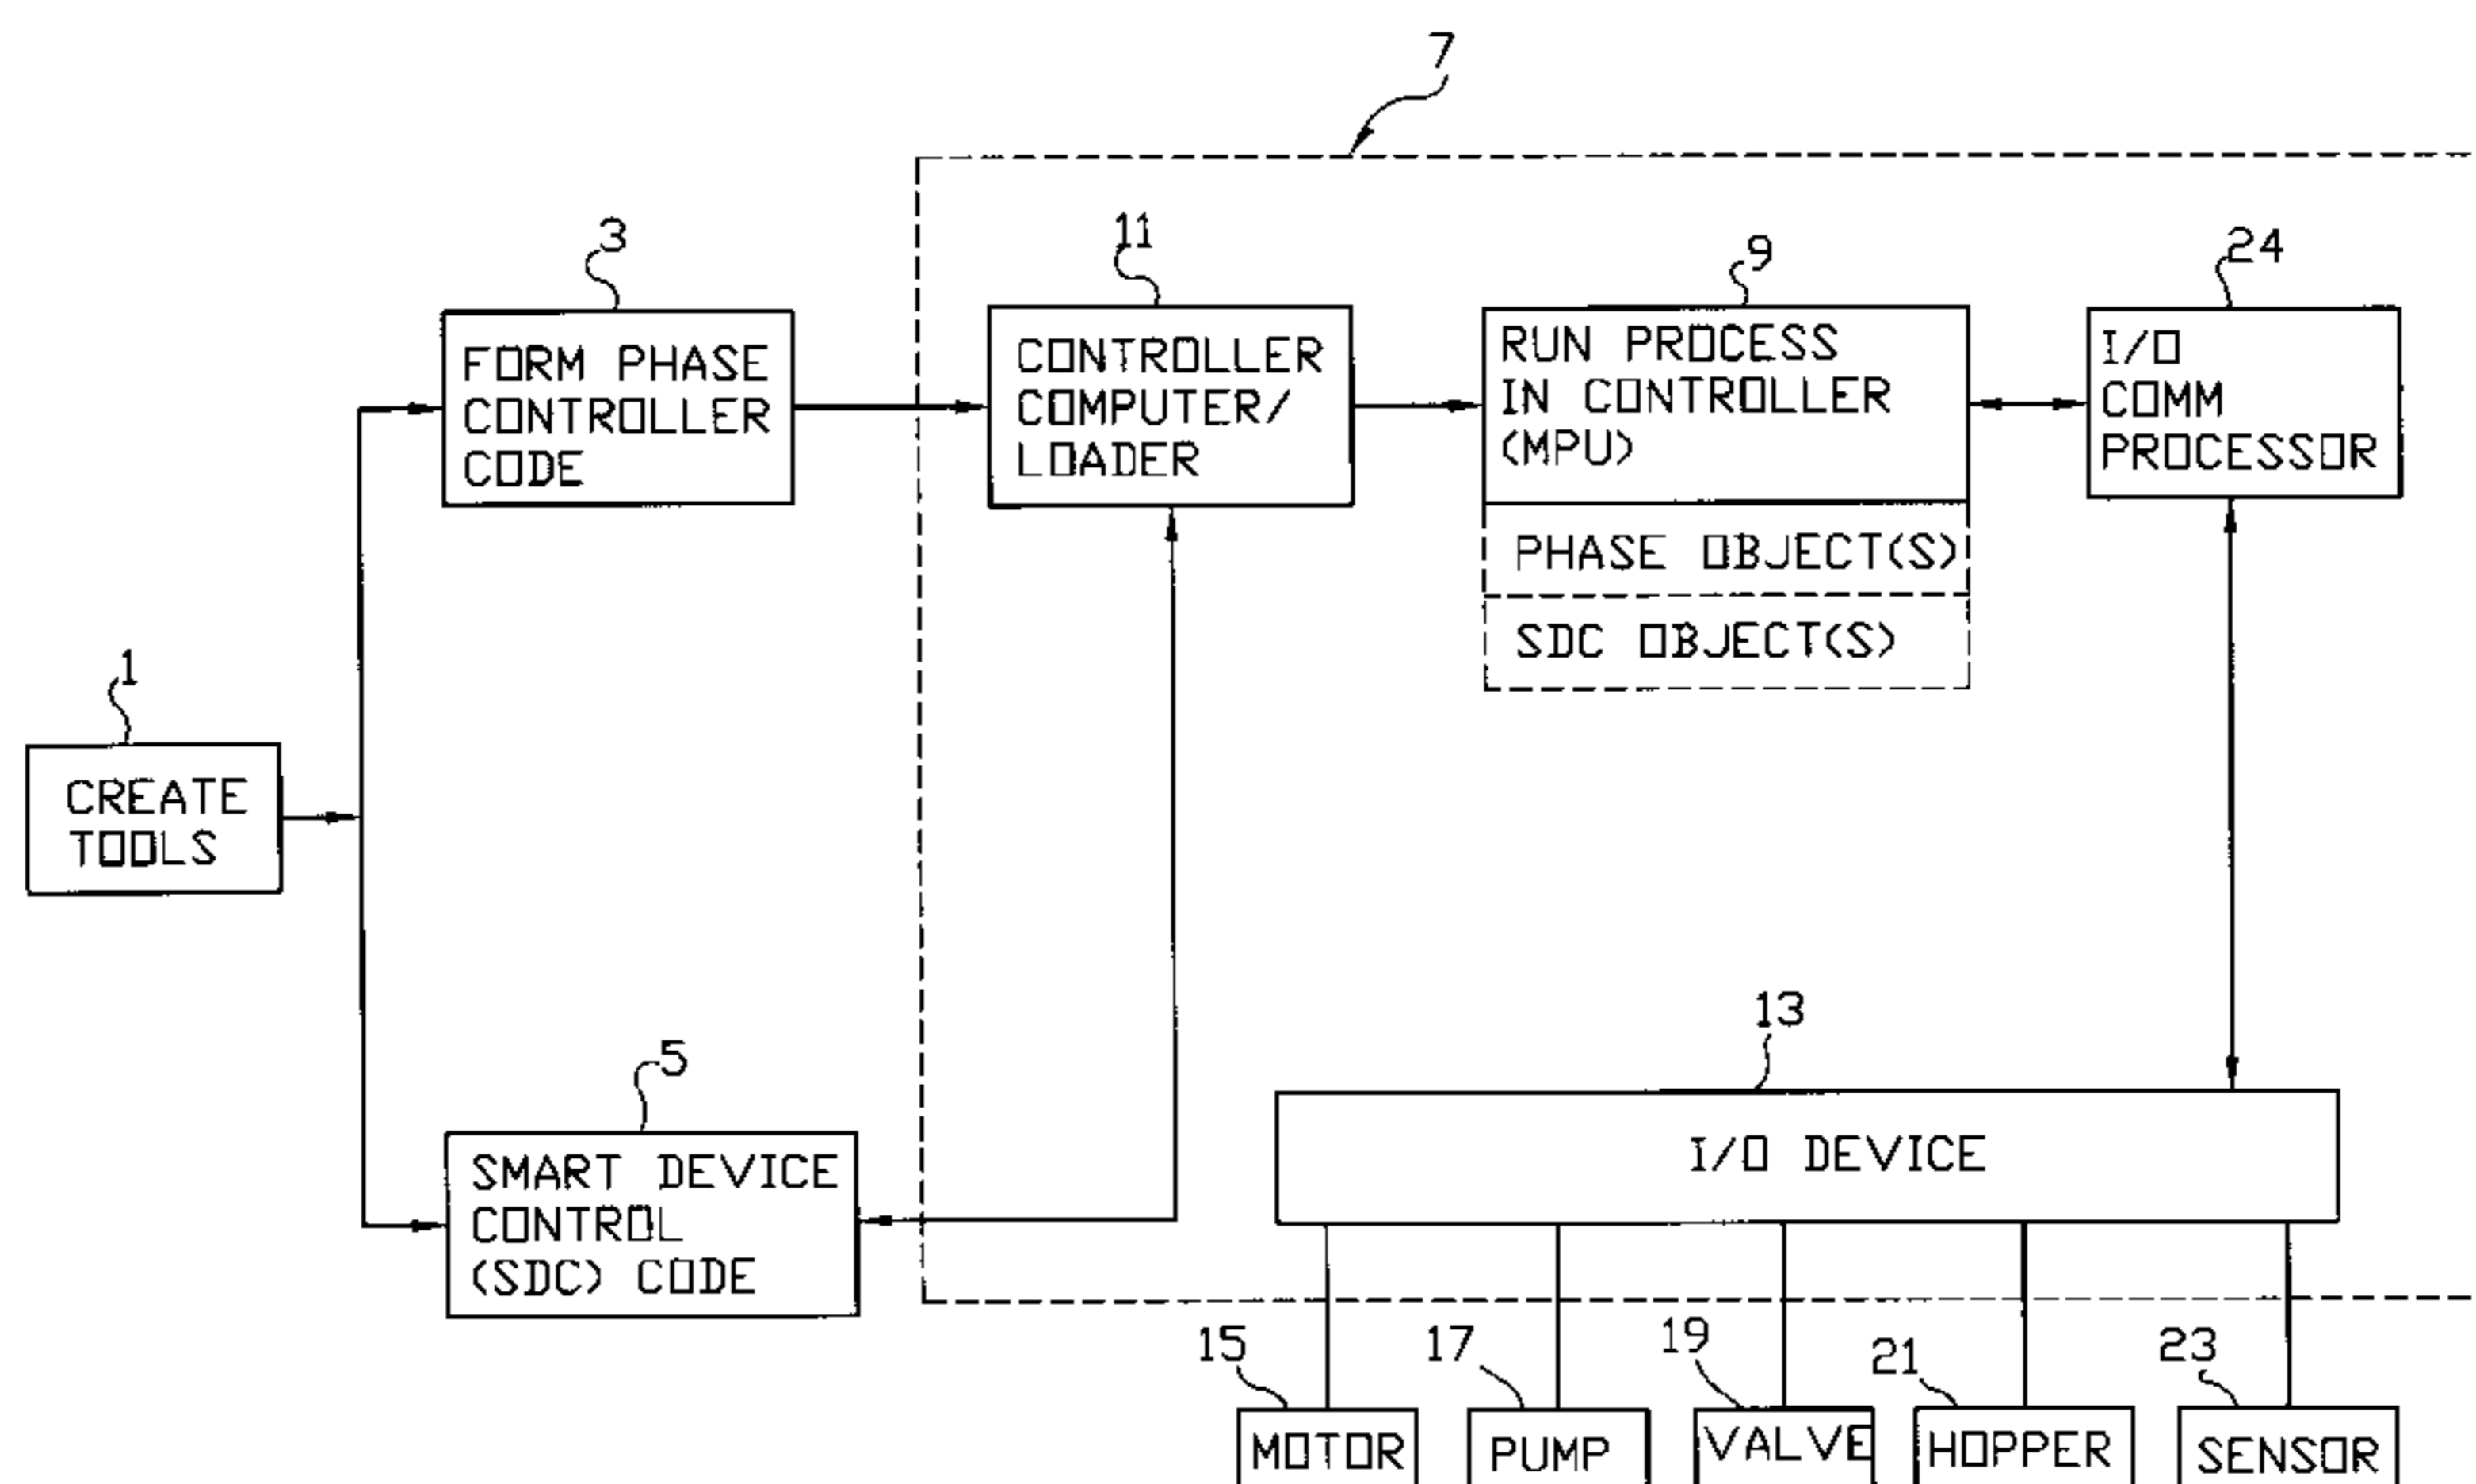 7
3
11
9
24
FORM PHASE
CONTROLLER
CODE
CONTROLLER
COMPUTER/
LOADER
RUN PROCESS
IN CONTROLLER
(MPU)
PHASE OBJECT(S)
SDC OBJECT(S)
I/O
COMM
PROCESSOR
1
CREATE
TOOLS
5
SMART DEVICE
CONTROL
(SDC) CODE
13
I/O DEVICE
15
17
19
21
23
MOTOR
PUMP
VALVE
HOPPER
SENSOR